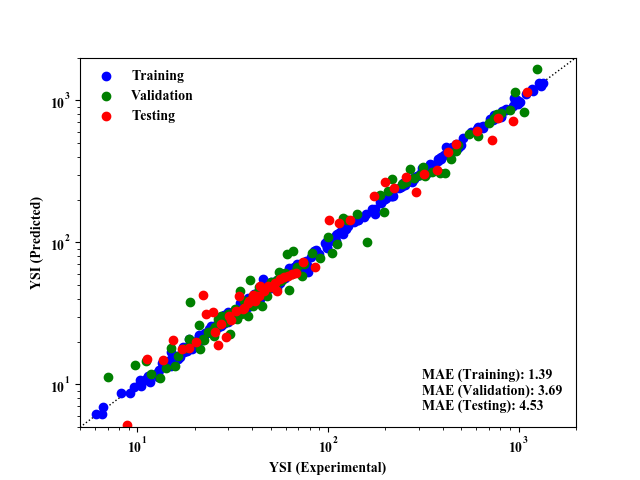 Training
Validation
Testing
10³
10²
10¹
YSI (Predicted)
MAE (Training): 1.39
MAE (Validation): 3.69
MAE (Testing): 4.53
10¹ 10² 10³
YSI (Experimental)